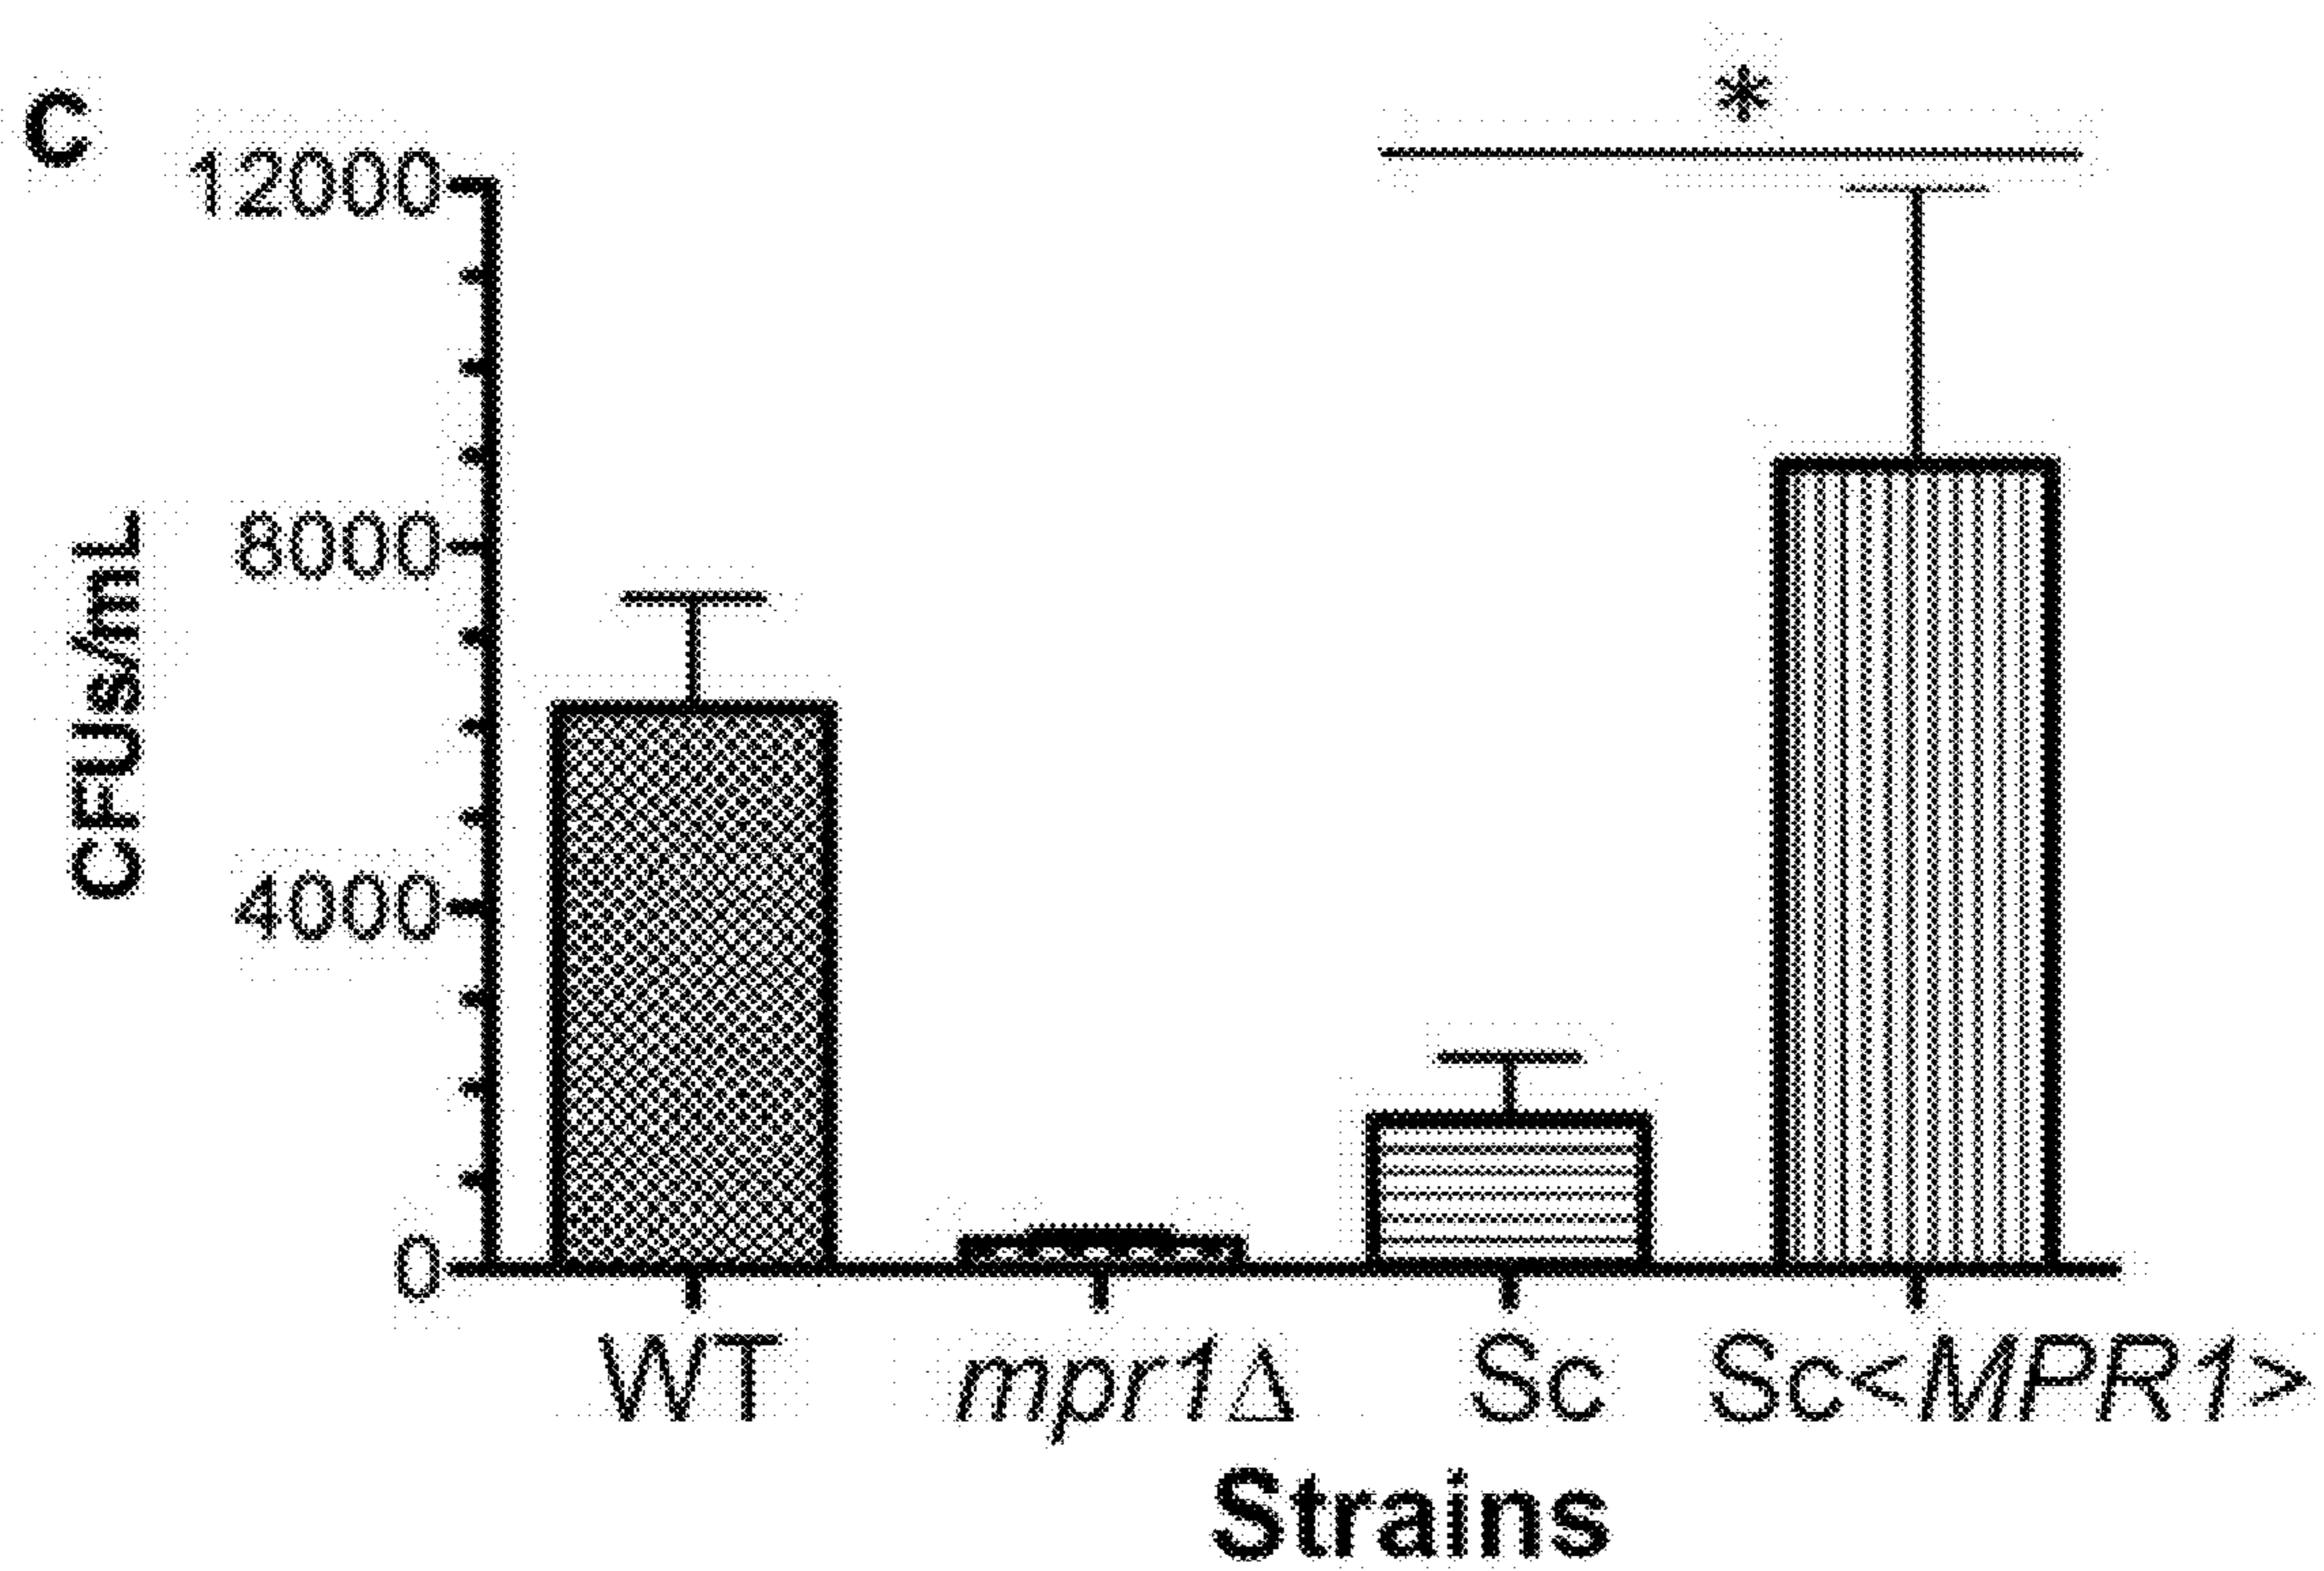 C
*
12000
8000
4000
0
CFUs/mL
WT mpr1Δ Sc Sc<MPR1>
Strains